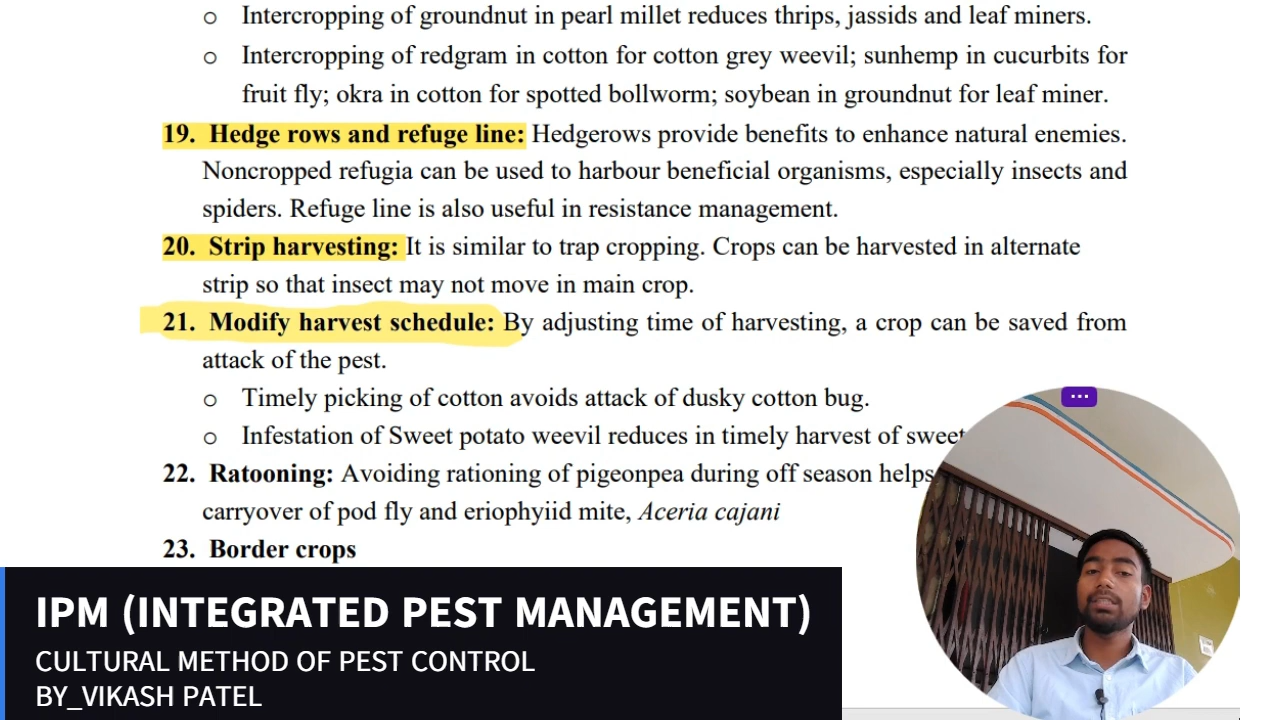 o Intercropping of groundnut in pearl millet reduces thrips, jassids and leaf miners.
o Intercropping of redgram in cotton for cotton grey weevil; sunhemp in cucurbits for
fruit fly; okra in cotton for spotted bollworm; soybean in groundnut for leaf miner.
19. Hedge rows and refuge line: Hedgerows provide benefits to enhance natural enemies.
Noncropped refugia can be used to harbour beneficial organisms, especially insects and
spiders. Refuge line is also useful in resistance management.
20. Strip harvesting: It is similar to trap cropping. Crops can be harvested in alternate
strip so that insect may not move in main crop.
21. Modify harvest schedule: By adjusting time of harvesting, a crop can be saved from
attack of the pest.
o Timely picking of cotton avoids attack of dusky cotton bug.
o Infestation of Sweet potato weevil reduces in timely harvest of sweet
22. Ratooning: Avoiding rationing of pigeonpea during off season helps
carryover of pod fly and eriophyiid mite, Aceria cajani
23. Border crops
IPM (INTEGRATED PEST MANAGEMENT)
CULTURAL METHOD OF PEST CONTROL
BY_VIKASH PATEL